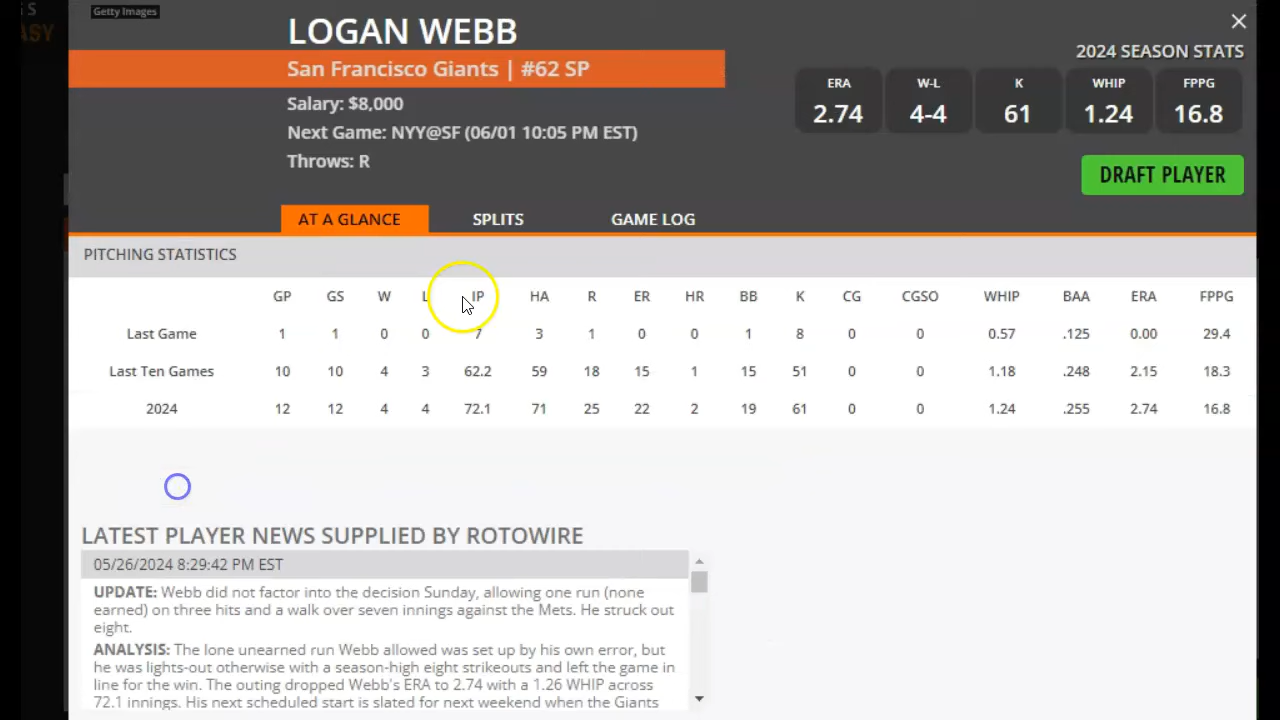 S
ASY
Getty Images
LOGAN WEBB
San Francisco Giants | #62 SP
Salary: $8,000
Next Game: NYY@SF (06/01 10:05 PM EST)
Throws: R
2024 SEASON STATS
ERA W-L K WHIP FPPG
2.74 4-4 61 1.24 16.8
DRAFT PLAYER
AT A GLANCE SPLITS GAME LOG
PITCHING STATISTICS
GP GS W L IP HA R ER HR BB K CG CGSO WHIP BAA ERA FPPG
Last Game 1 1 0 0 7 3 1 0 0 1 8 0 0 0.57 .125 0.00 29.4
Last Ten Games 10 10 4 3 62.2 59 18 15 1 15 51 0 0 1.18 .248 2.15 18.3
2024 12 12 4 4 72.1 71 25 22 2 19 61 0 0 1.24 .255 2.74 16.8
LATEST PLAYER NEWS SUPPLIED BY ROTOWIRE
05/26/2024 8:29:42 PM EST
UPDATE: Webb did not factor into the decision Sunday, allowing one run (none
earned) on three hits and a walk over seven innings against the Mets. He struck out
eight.
ANALYSIS: The lone unearned run Webb allowed was set up by his own error, but
he was lights-out otherwise with a season-high eight strikeouts and left the game in
line for the win. The outing dropped Webb's ERA to 2.74 with a 1.26 WHIP across
72.1 innings. His next scheduled start is slated for next weekend when the Giants